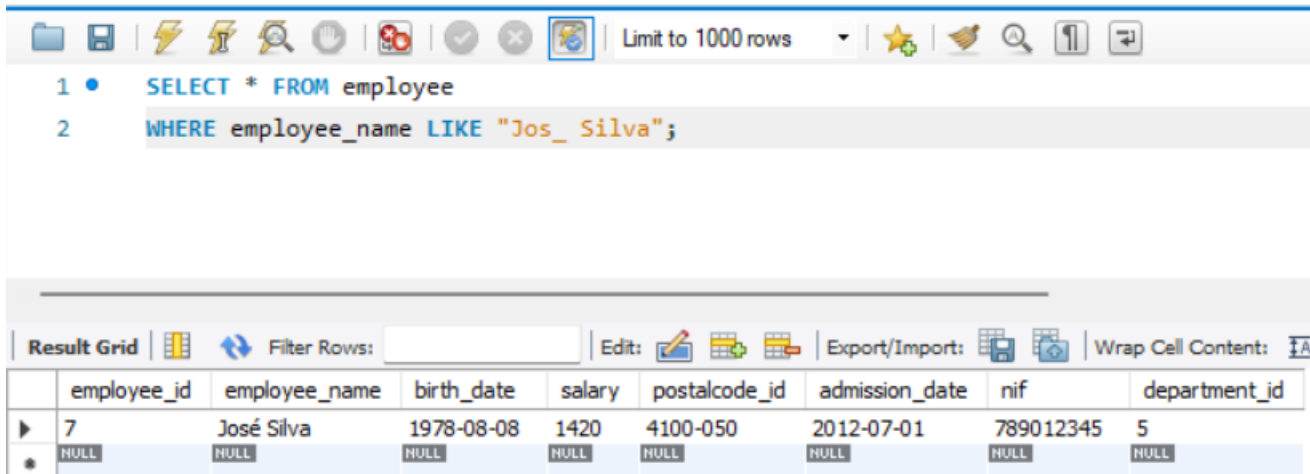 Limit to 1000 rows
1 SELECT * FROM employee
2 WHERE employee_name LIKE "Jos_ Silva";
Result Grid Filter Rows: Edit: Export/Import: Wrap Cell Content: IA
employee_id employee_name birth_date salary postalcode_id admission_date nif department_id
7 José Silva 1978-08-08 1420 4100-050 2012-07-01 789012345 5
NULL NULL NULL NULL NULL NULL NULL NULL